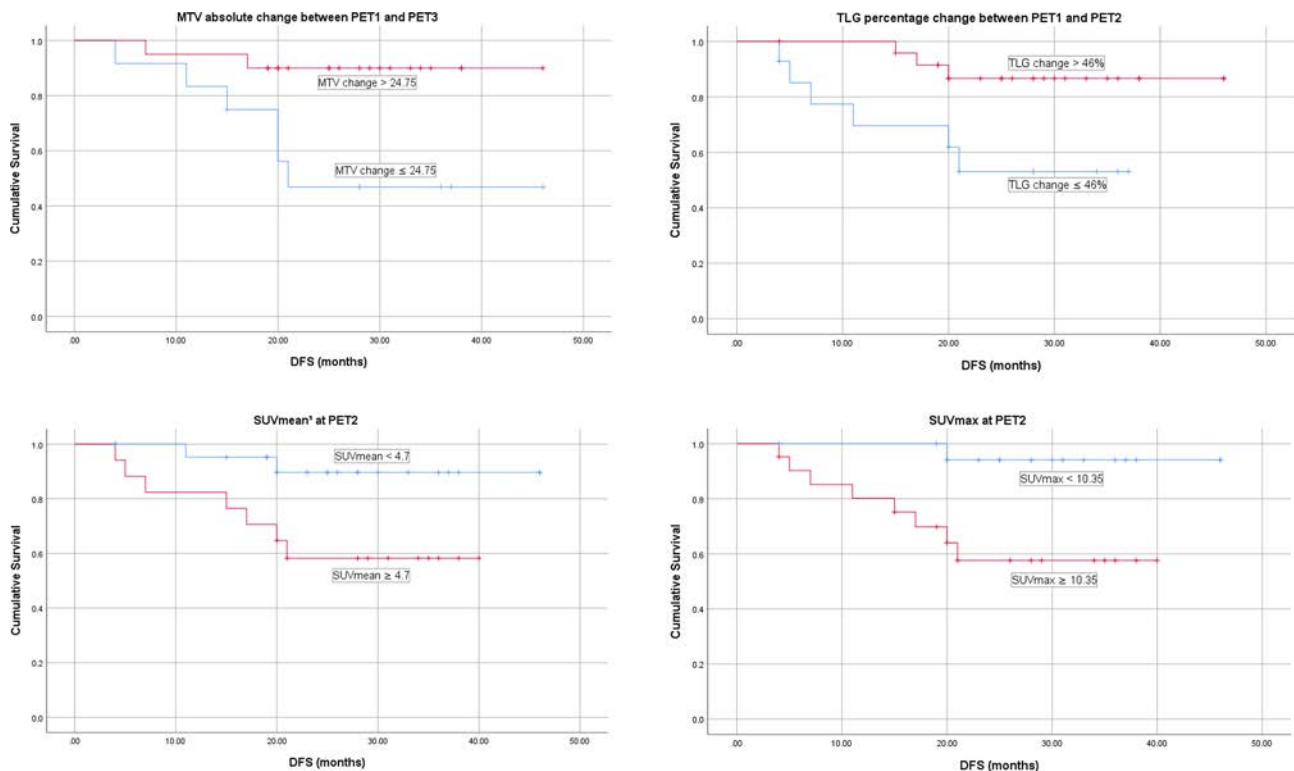 MTV absolute change between PET1 and PET3
1.0
0.8
0.6
0.4
0.2
0.0
Cumulative Survival
MTV change > 24.75
MTV change ≤ 24.75
.00 10.00 20.00 30.00 40.00 50.00
DFS (months)
TLG percentage change between PET1 and PET2
1.0
0.8
0.6
0.4
0.2
0.0
Cumulative Survival
TLG change > 46%
TLG change ≤ 46%
.00 10.00 20.00 30.00 40.00 50.00
DFS (months)
SUVmean³ at PET2
1.0
0.8
0.6
0.4
0.2
0.0
Cumulative Survival
SUVmean < 4.7
SUVmean ≥ 4.7
.00 10.00 20.00 30.00 40.00 50.00
DFS (months)
SUVmax at PET2
1.0
0.8
0.6
0.4
0.2
0.0
Cumulative Survival
SUVmax < 10.35
SUVmax ≥ 10.35
.00 10.00 20.00 30.00 40.00 50.00
DFS (months)